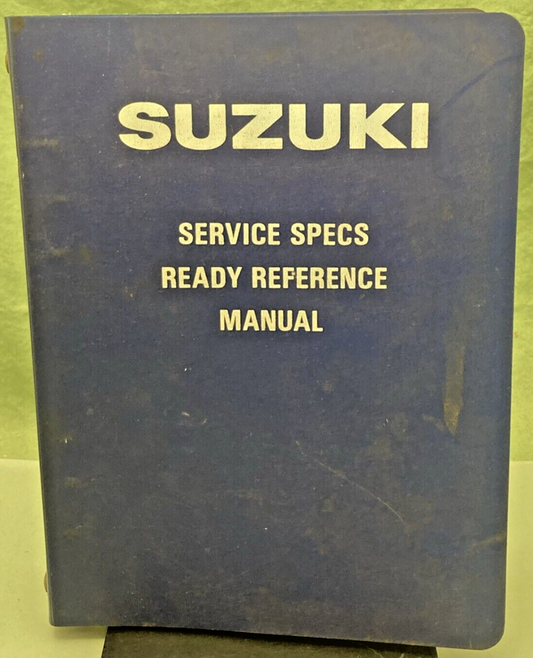 SUZUKI
SERVICE SPECS
READY REFERENCE
MANUAL